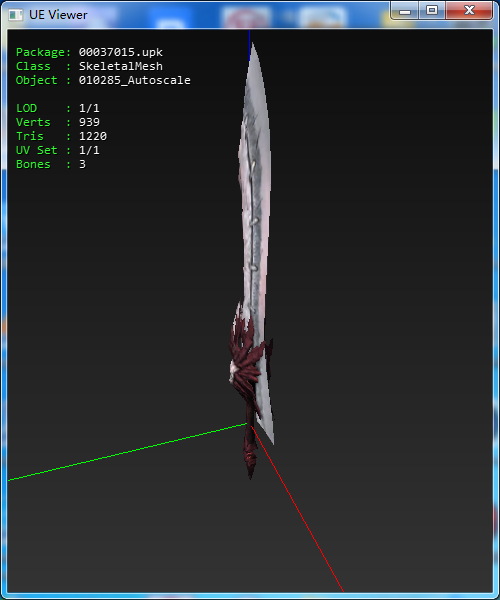 UE Viewer
Package: 00037015.upk
Class : SkeletalMesh
Object : 010285_Autoscale
LOD : 1/1
Verts : 939
Tris : 1220
UV Set : 1/1
Bones : 3